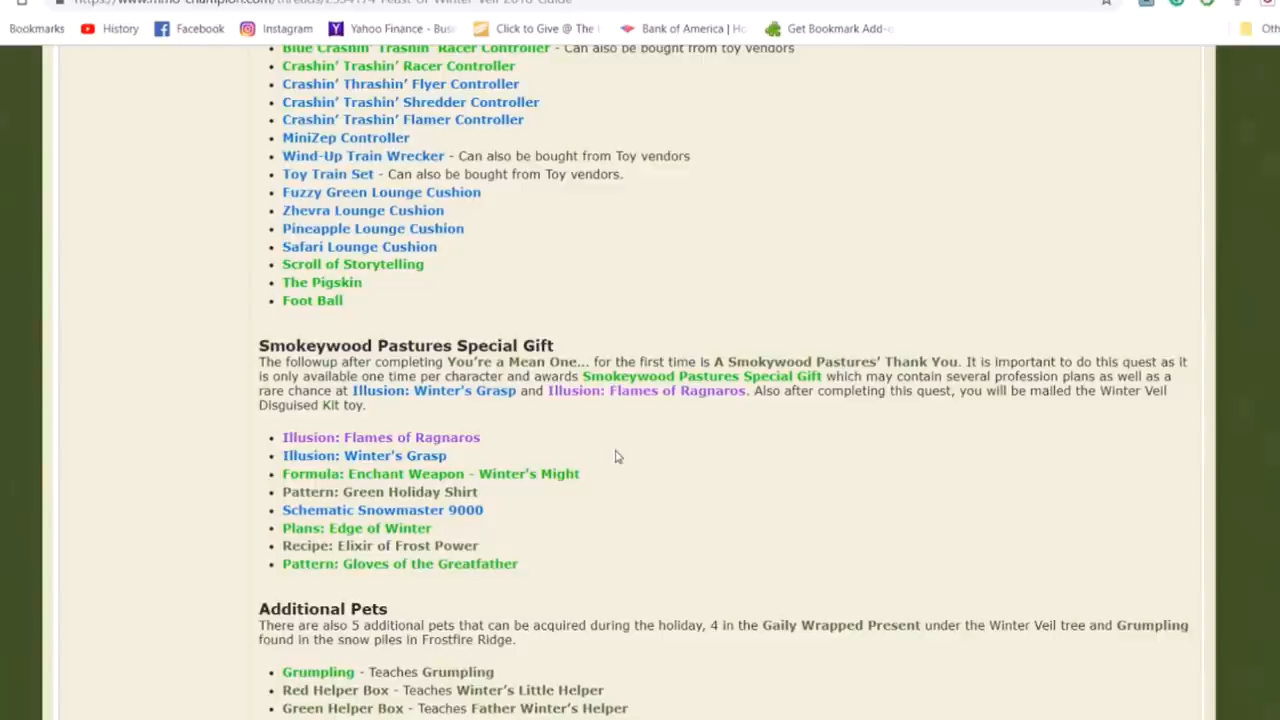 Bookmarks History Facebook Instagram Yahoo Finance - Bus Click to Give @ The Bank of America | Ho Get Bookmark Add-o Oth
Blue Crashin' Trashin' Racer Controller - Can also be bought from toy vendors
Crashin' Trashin' Racer Controller
Crashin' Thrashin' Flyer Controller
Crashin' Trashin' Shredder Controller
Crashin' Trashin' Flamer Controller
MiniZep Controller
Wind-Up Train Wrecker - Can also be bought from Toy vendors
Toy Train Set - Can also be bought from Toy vendors.
Fuzzy Green Lounge Cushion
Zhevra Lounge Cushion
Pineapple Lounge Cushion
Safari Lounge Cushion
Scroll of Storytelling
The Pigskin
Foot Ball
Smokeywood Pastures Special Gift
The followup after completing You're a Mean One... for the first time is A Smokywood Pastures' Thank You. It is important to do this quest as it
is only available one time per character and awards Smokeywood Pastures Special Gift which may contain several profession plans as well as a
rare chance at Illusion: Winter's Grasp and Illusion: Flames of Ragnaros. Also after completing this quest, you will be mailed the Winter Veil
Disguised Kit toy.
Illusion: Flames of Ragnaros
Illusion: Winter's Grasp
Formula: Enchant Weapon - Winter's Might
Pattern: Green Holiday Shirt
Schematic Snowmaster 9000
Plans: Edge of Winter
Recipe: Elixir of Frost Power
Pattern: Gloves of the Greatfather
Additional Pets
There are also 5 additional pets that can be acquired during the holiday, 4 in the Gaily Wrapped Present under the Winter Veil tree and Grumpling
found in the snow piles in Frostfire Ridge.
Grumpling - Teaches Grumpling
Red Helper Box - Teaches Winter's Little Helper
Green Helper Box - Teaches Father Winter's Helper